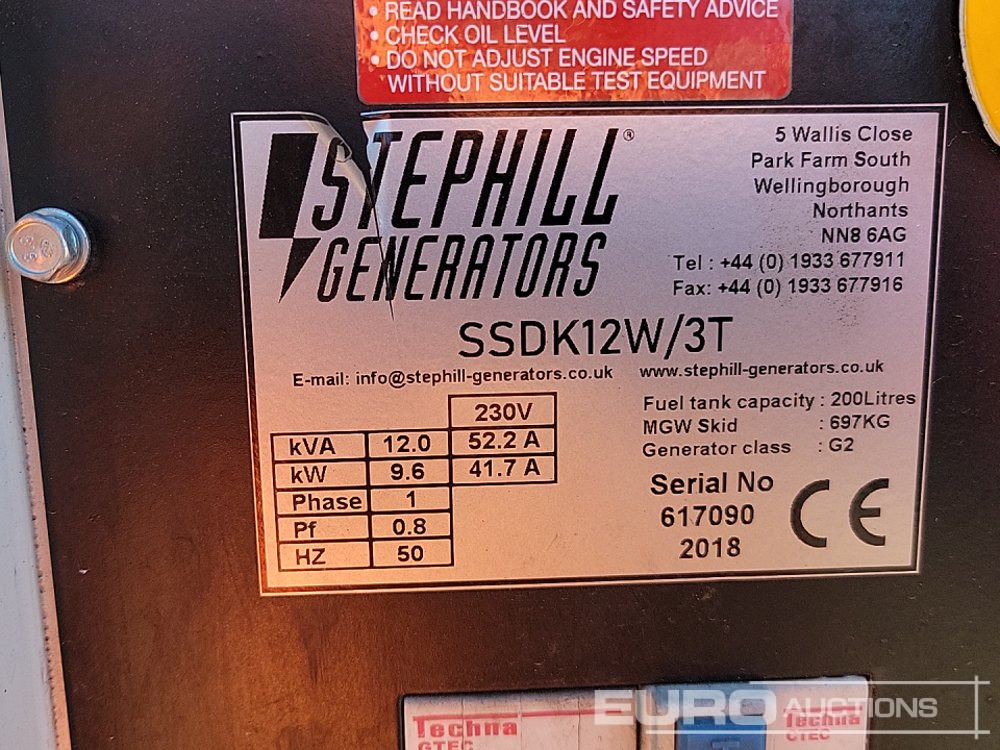 • READ HANDBOOK AND SAFETY ADVICE
• CHECK OIL LEVEL
• DO NOT ADJUST ENGINE SPEED
WITHOUT SUITABLE TEST EQUIPMENT
STEPHILL®
GENERATORS
5 Wallis Close
Park Farm South
Wellingborough
Northants
NN8 6AG
Tel : +44 (0) 1933 677911
Fax: +44 (0) 1933 677916
SSDK12W/3T
E-mail: info@stephill-generators.co.uk www.stephill-generators.co.uk
230V
kVA 12.0 52.2 A
kW 9.6 41.7 A
Phase 1
Pf 0.8
HZ 50
Fuel tank capacity : 200Litres
MGW Skid : 697KG
Generator class : G2
Serial No
617090
2018
CE
Techna
GTEC
Techna
GTEC
EURO AUCTIONS